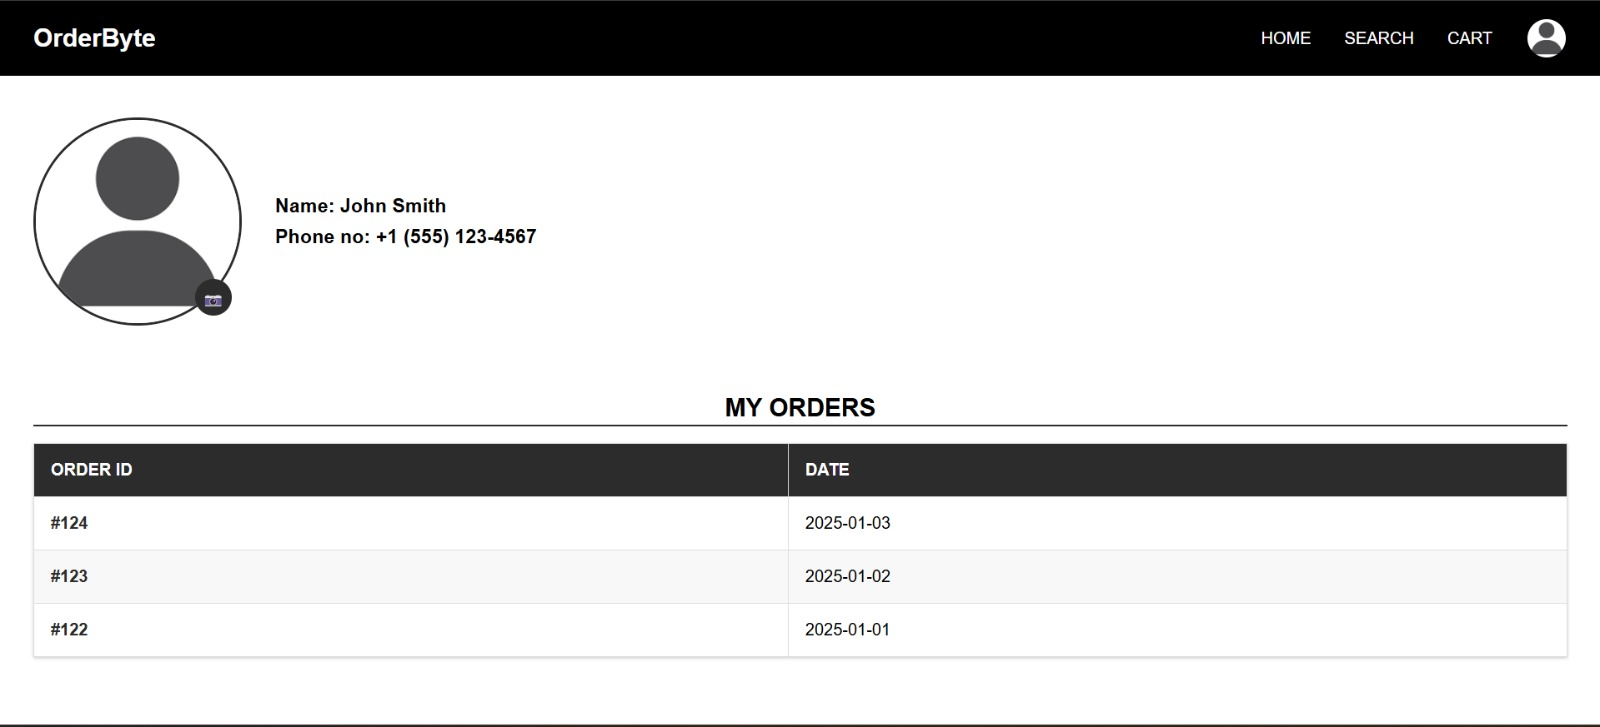 OrderByte
HOME SEARCH CART
Name: John Smith
Phone no: +1 (555) 123-4567
MY ORDERS
ORDER ID DATE
#124 2025-01-03
#123 2025-01-02
#122 2025-01-01